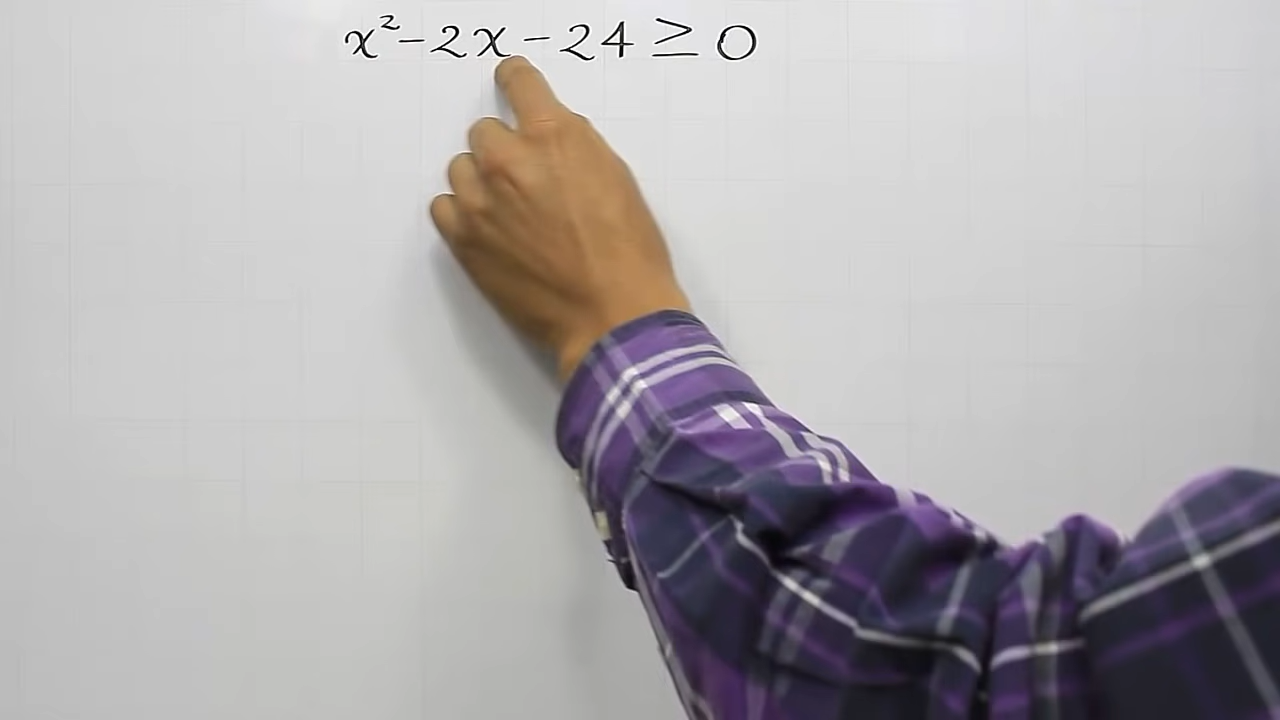 x² - 2x - 24 ≥ 0